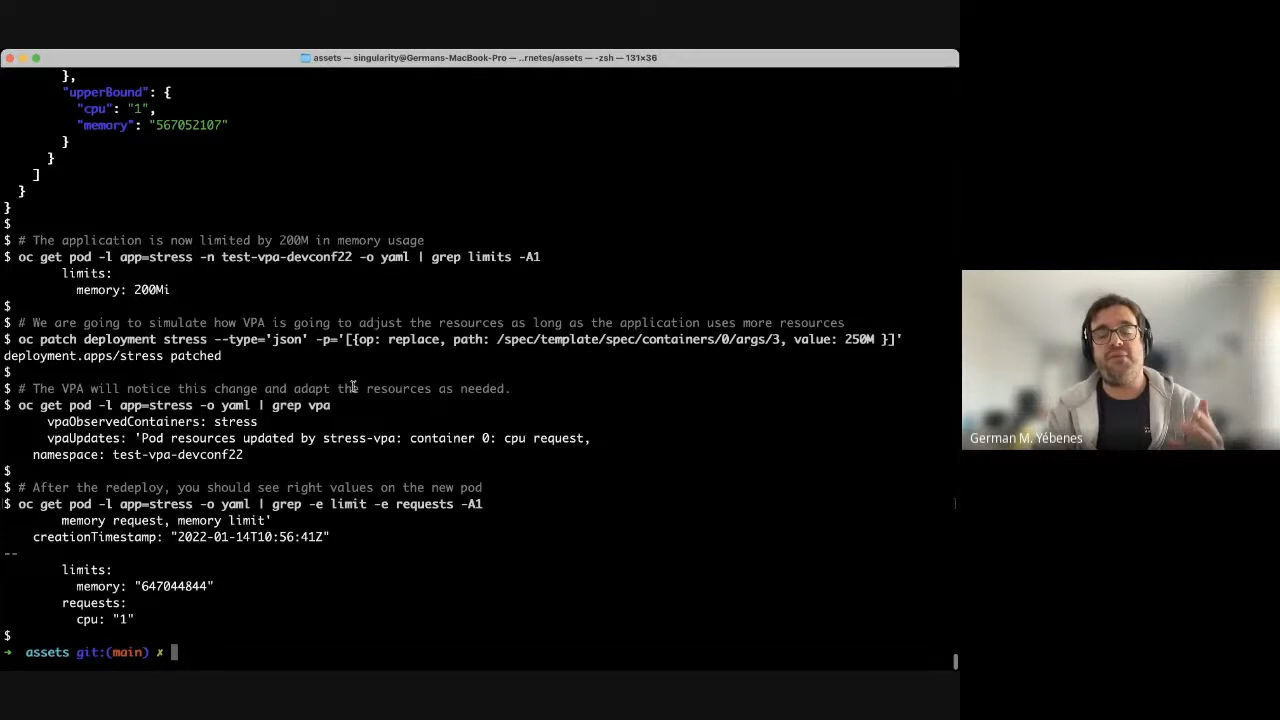 assets — singularity@Germans-MacBook-Pro — ..rnetes/assets — -zsh — 131×36
},
"upperBound": {
"cpu": "1",
"memory": "567052107"
}
}
]
}
}
$
$ # The application is now limited by 200M in memory usage
$ oc get pod -l app=stress -n test-vpa-devconf22 -o yaml | grep limits -A1
limits:
memory: 200Mi
$
$ # We are going to simulate how VPA is going to adjust the resources as long as the application uses more resources
$ oc patch deployment stress --type='json' -p='[{op: replace, path: /spec/template/spec/containers/0/args/3, value: 250M }]'
deployment.apps/stress patched
$
$ # The VPA will notice this change and adapt the resources as needed.
$ oc get pod -l app=stress -o yaml | grep vpa
vpaObservedContainers: stress
vpaUpdates: 'Pod resources updated by stress-vpa: container 0: cpu request,
namespace: test-vpa-devconf22
$
$ # After the redeploy, you should see right values on the new pod
$ oc get pod -l app=stress -o yaml | grep -e limit -e requests -A1
memory request, memory limit'
creationTimestamp: "2022-01-14T10:56:41Z"
--
limits:
memory: "647044844"
requests:
cpu: "1"
$
➜ assets git:(main) ✗
German M. Yébenes